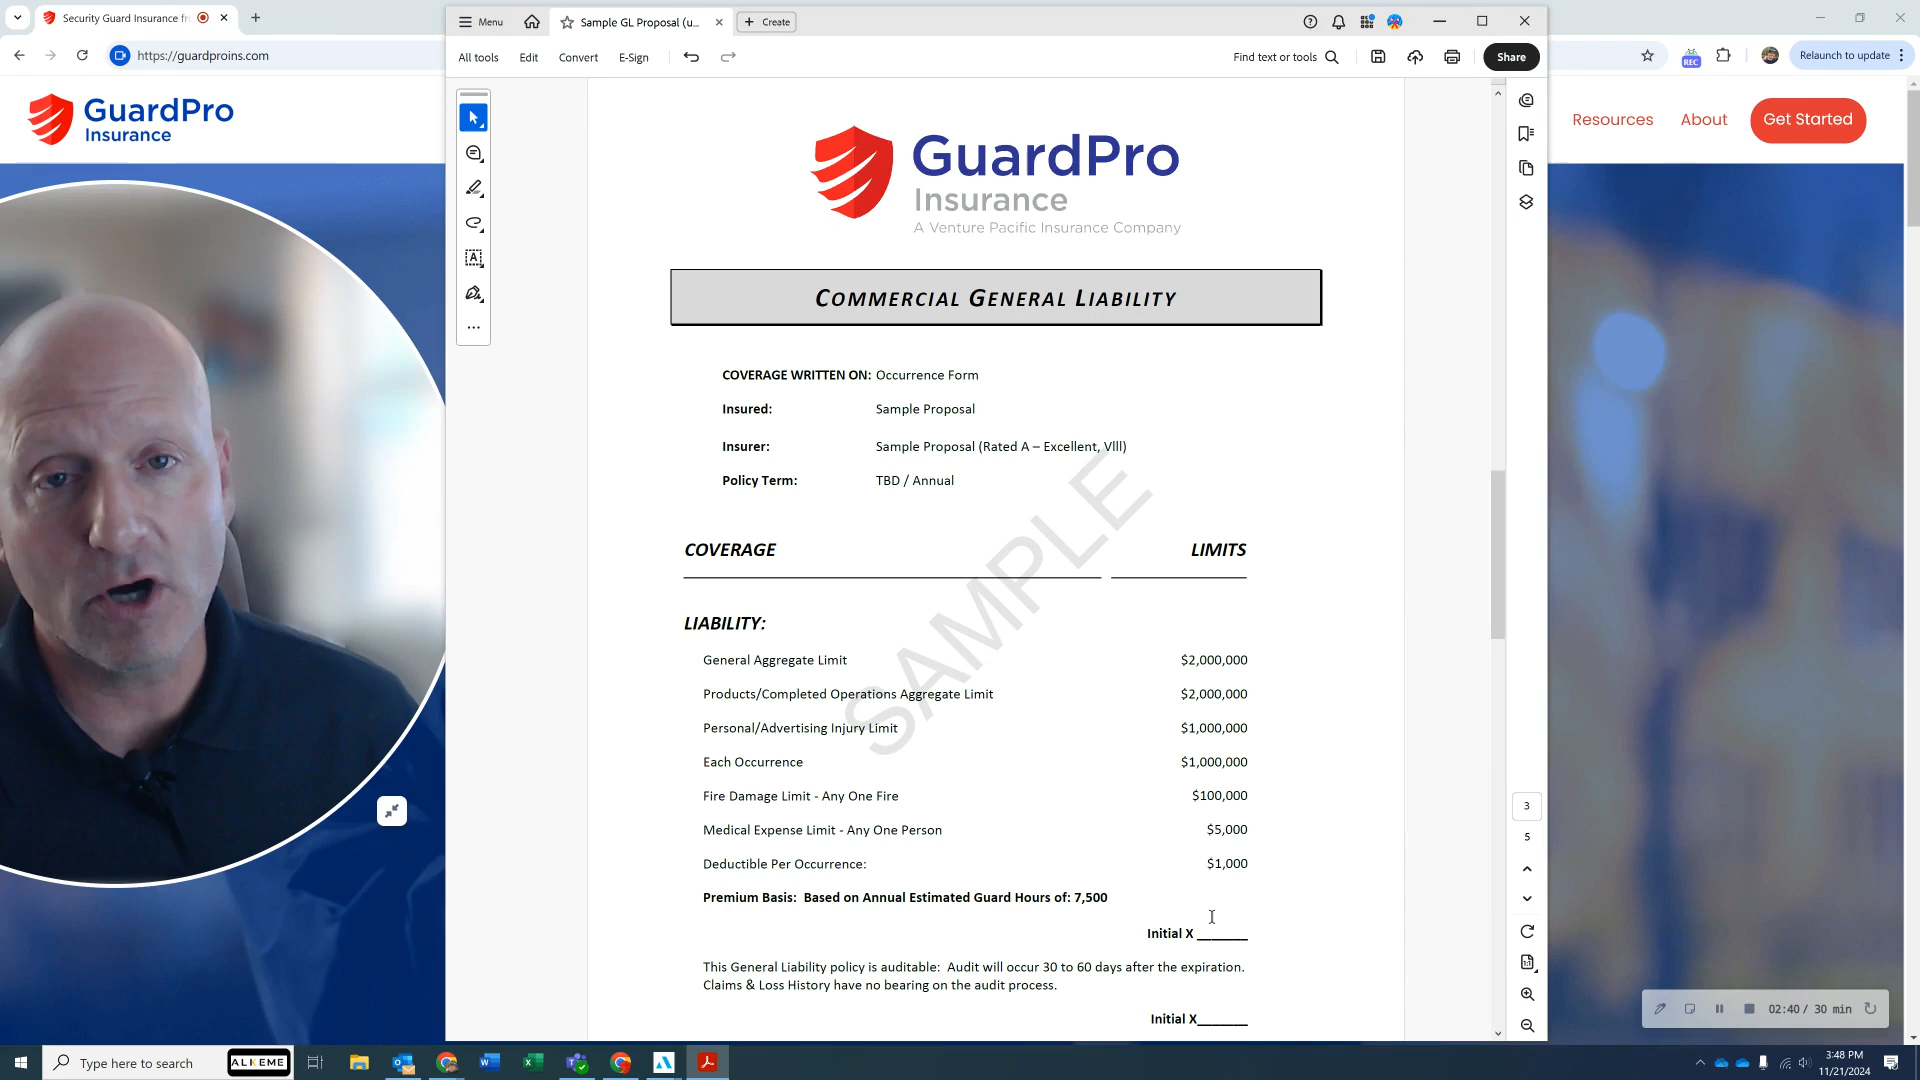 Security Guard Insurance fr
https://guardproins.com
Relaunch to update
REC
GuardPro
Insurance
Resources
About
Get Started
Menu
Sample GL Proposal (u...
Create
All tools
Edit
Convert
E-Sign
Find text or tools
Share
GuardPro
Insurance
A Venture Pacific Insurance Company
COMMERCIAL GENERAL LIABILITY
COVERAGE WRITTEN ON: Occurrence Form
Insured: Sample Proposal
Insurer: Sample Proposal (Rated A – Excellent, Vlll)
Policy Term: TBD / Annual
SAMPLE
COVERAGE LIMITS
LIABILITY:
General Aggregate Limit $2,000,000
Products/Completed Operations Aggregate Limit $2,000,000
Personal/Advertising Injury Limit $1,000,000
Each Occurrence $1,000,000
Fire Damage Limit - Any One Fire $100,000
Medical Expense Limit - Any One Person $5,000
Deductible Per Occurrence: $1,000
Premium Basis: Based on Annual Estimated Guard Hours of: 7,500
Initial X _______
This General Liability policy is auditable: Audit will occur 30 to 60 days after the expiration.
Claims & Loss History have no bearing on the audit process.
Initial X_______
3
5
02:40 / 30 min
Type here to search
ALKEME
3:48 PM
11/21/2024